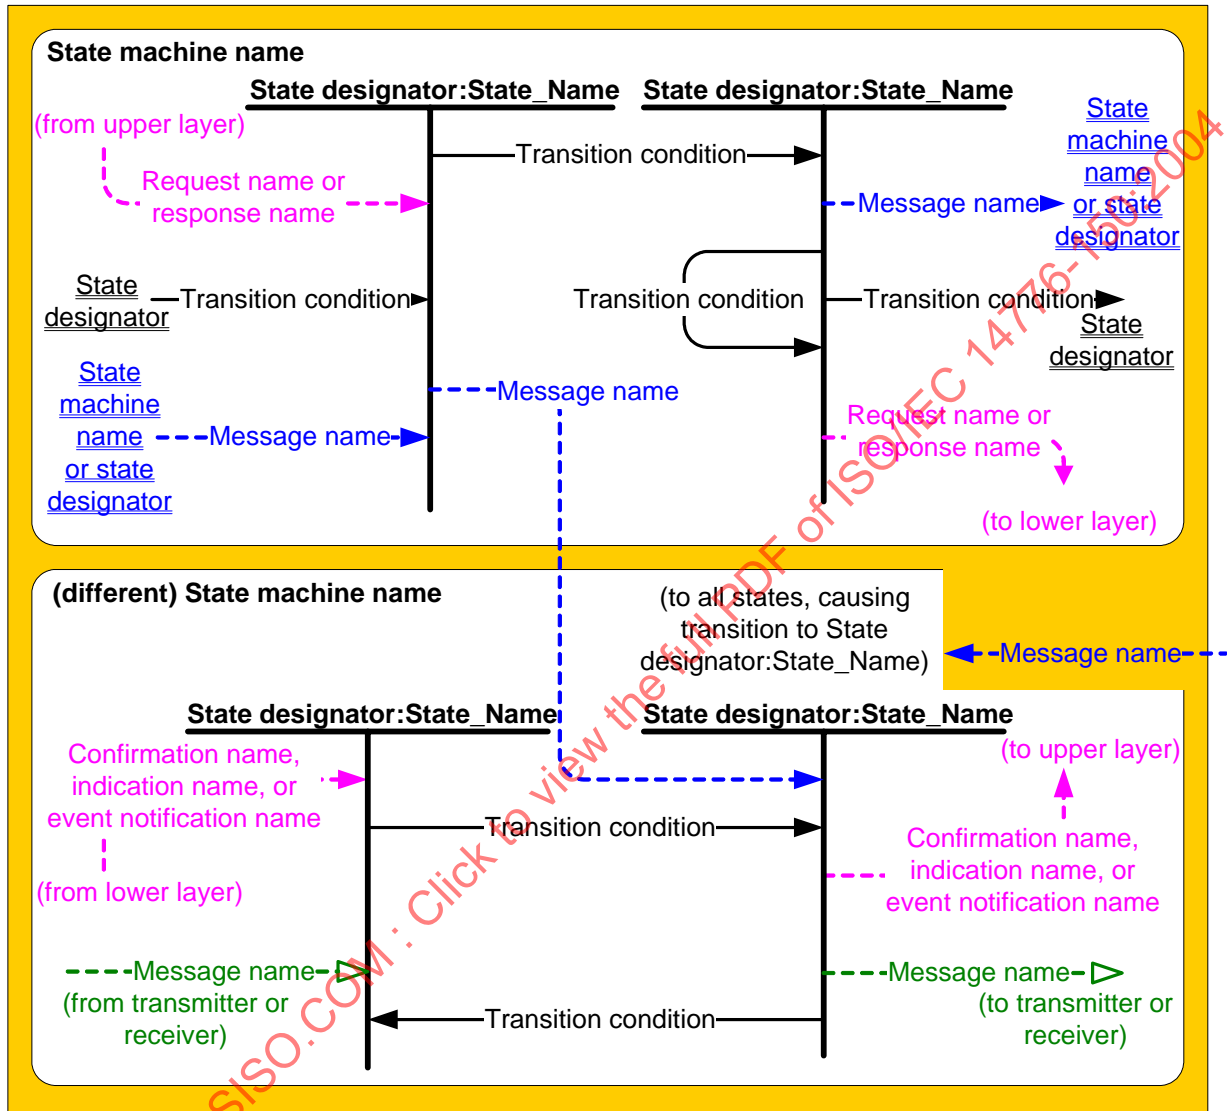 State machine name
State designator:State_Name
State designator:State_Name
(from upper layer)
Transition condition
State
machine
name
or state
designator
Request name or
response name
Message name
State
designator
Transition condition
Transition condition
Transition condition
State
designator
State
machine
name
or state
designator
Message name
Message name
Request name or
response name
(to lower layer)
(different) State machine name
(to all states, causing
transition to State
designator:State_Name)
Message name
State designator:State_Name
State designator:State_Name
Confirmation name,
indication name, or
event notification name
(to upper layer)
Transition condition
Confirmation name,
indication name, or
event notification name
(from lower layer)
Message name
(from transmitter or
receiver)
Message name
(to transmitter or
receiver)
Transition condition
SISO.COM : Click to view the full PDF of ISO/IEC 14776-150:2004